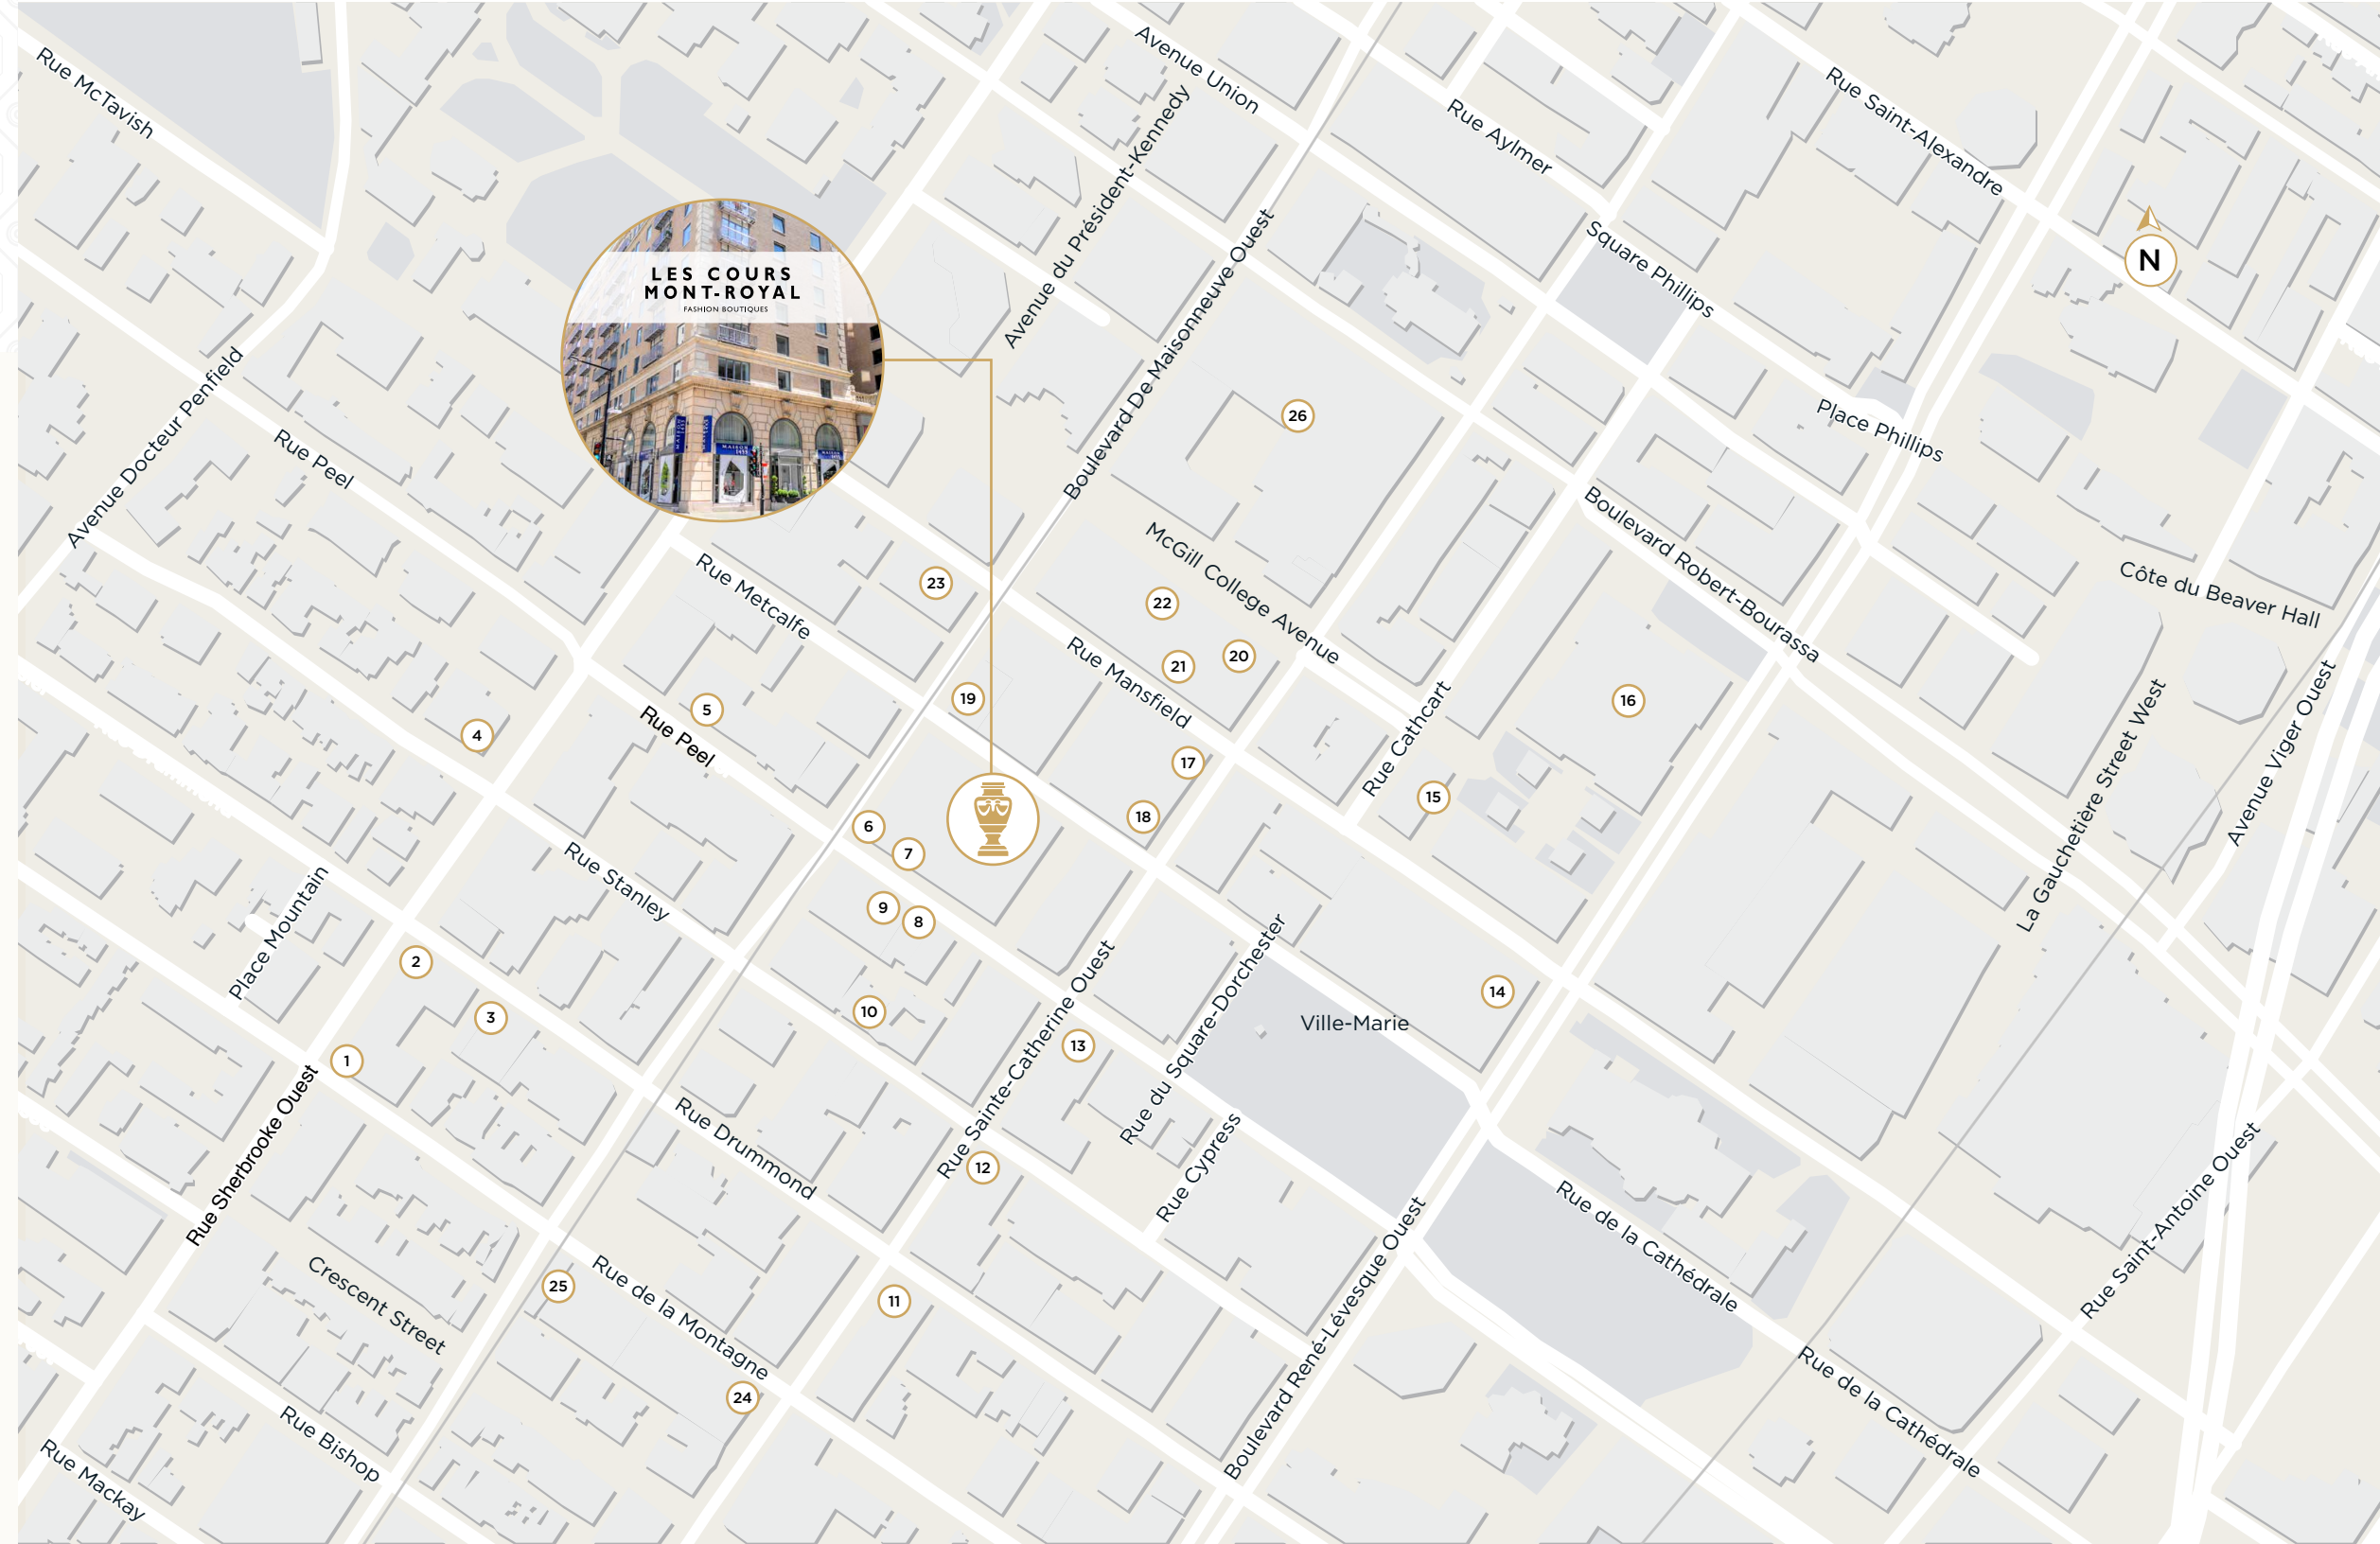 Rue McTavish
Avenue Union
Rue Aylmer
Rue Saint-Alexandre
Avenue du Président-Kennedy
Square Phillips
N
LES COURS
MONT-ROYAL
FASHION BOUTIQUES
Boulevard De Maisonneuve Ouest
Avenue Docteur Penfield
Rue Peel
26
Place Phillips
MAISON
Boulevard Robert-Bourassa
McGill College Avenue
Côte du Beaver Hall
23
Rue Metcalfe
22
21
20
Rue Mansfield
Rue Cathcart
16
La Gauchetière Street West
Avenue Viger Ouest
19
5
Rue Peel
4
17
15
18
6
7
Rue Stanley
Place Mountain
9
8
2
3
10
1
Rue Sainte-Catherine Ouest
13
Rue du Square-Dorchester
Ville-Marie
14
Rue Sherbrooke Ouest
Rue Drummond
12
Rue Cypress
Rue Saint-Antoine Ouest
Rue de la Cathédrale
Crescent Street
25
Rue de la Montagne
11
Boulevard René-Lévesque Ouest
24
Rue de la Cathédrale
Rue Bishop
Rue Mackay